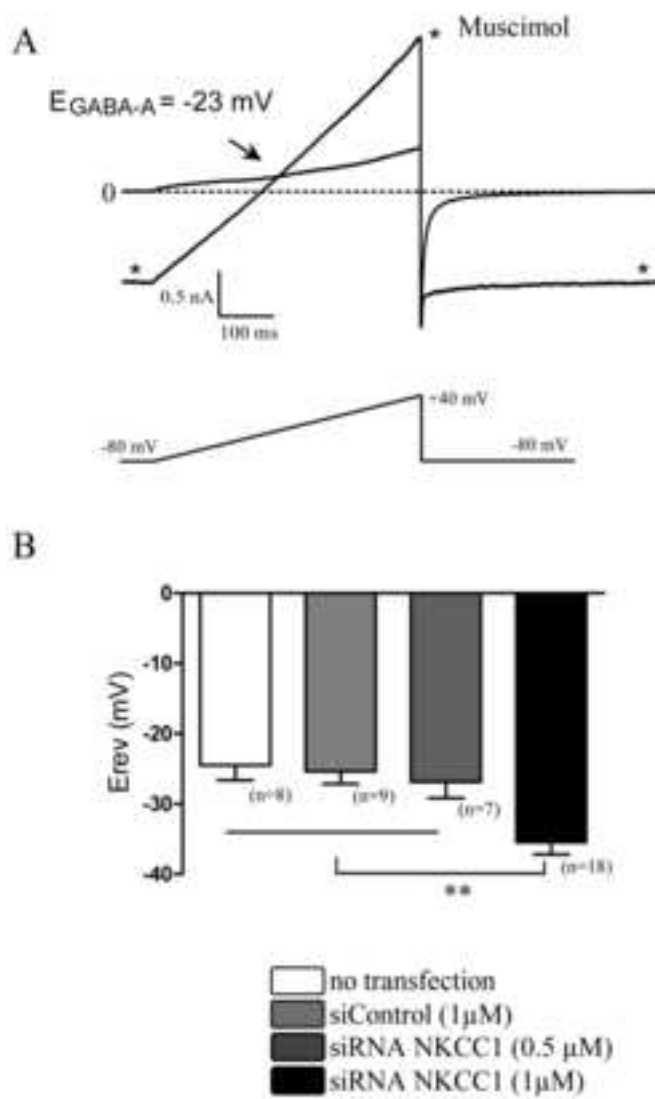 A
* Muscimol
E GABA-A = -23 mV
0
*
*
0.5 nA
100 ms
+40 mV
-80 mV
-80 mV
B
0
-10
-20
-30
-40
Erev (mV)
(n=8)
(n=9)
(n=7)
(n=18)
**
no transfection
siControl (1µM)
siRNA NKCC1 (0.5 µM)
siRNA NKCC1 (1µM)